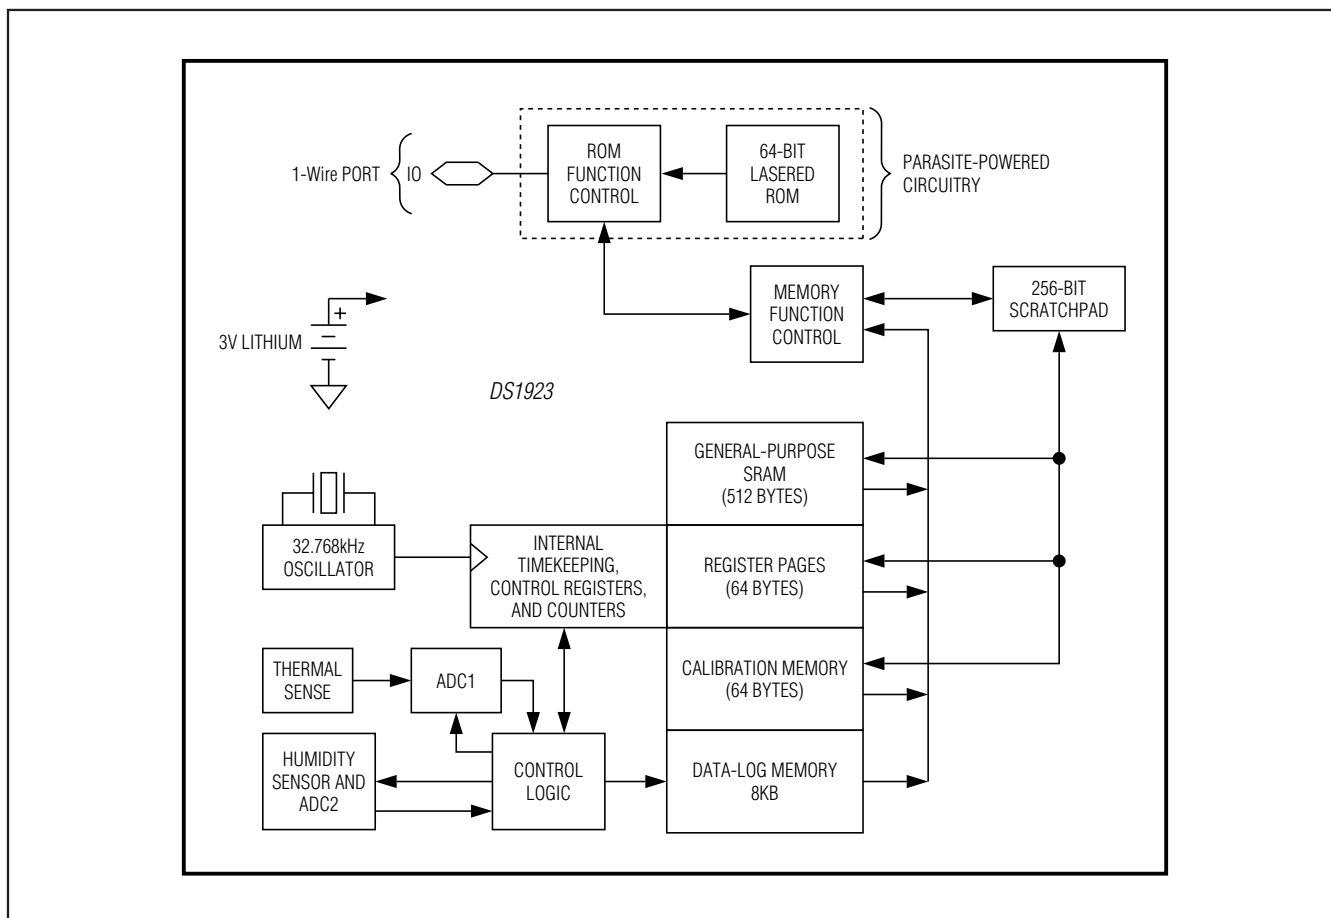 1-Wire PORT
IO
ROM
FUNCTION
CONTROL
64-BIT
LASERED
ROM
PARASITE-POWERED
CIRCUITRY
MEMORY
FUNCTION
CONTROL
256-BIT
SCRATCHPAD
+
3V LITHIUM
DS1923
GENERAL-PURPOSE
SRAM
(512 BYTES)
32.768kHz
OSCILLATOR
INTERNAL
TIMEKEEPING,
CONTROL REGISTERS,
AND COUNTERS
REGISTER PAGES
(64 BYTES)
THERMAL
SENSE
ADC1
CALIBRATION MEMORY
(64 BYTES)
HUMIDITY
SENSOR AND
ADC2
CONTROL
LOGIC
DATA-LOG MEMORY
8KB